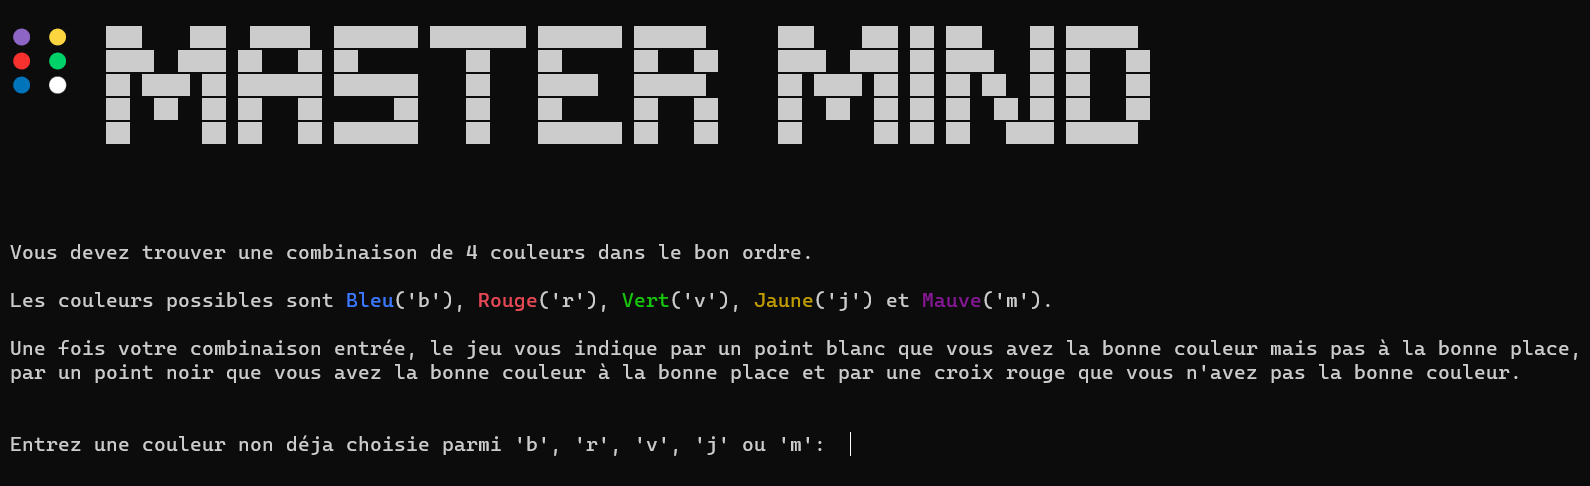 MASTER MIND
Vous devez trouver une combinaison de 4 couleurs dans le bon ordre.
Les couleurs possibles sont Bleu('b'), Rouge('r'), Vert('v'), Jaune('j') et Mauve('m').
Une fois votre combinaison entrée, le jeu vous indique par un point blanc que vous avez la bonne couleur mais pas à la bonne place,
par un point noir que vous avez la bonne couleur à la bonne place et par une croix rouge que vous n'avez pas la bonne couleur.
Entrez une couleur non déja choisie parmi 'b', 'r', 'v', 'j' ou 'm':